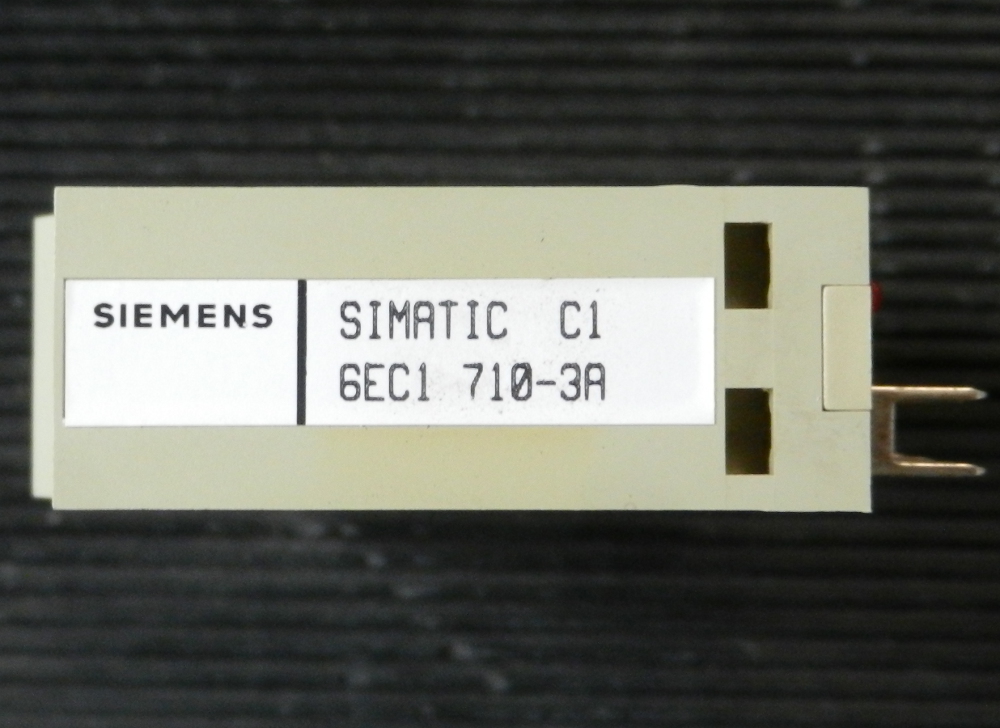 SIEMENS
SIMATIC C1
6EC1 710-3A